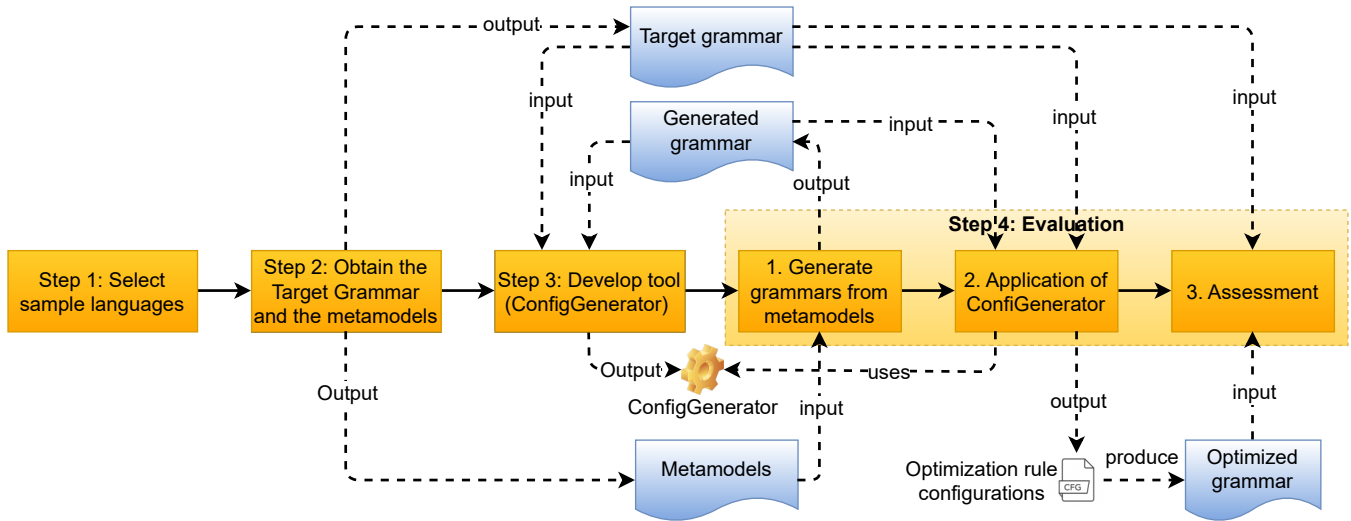 output
Target grammar
input
input
input
Generated
grammar
input
input
output
Step 4: Evaluation
Step 1: Select
sample languages
Step 2: Obtain the
Target Grammar
and the metamodels
Step 3: Develop tool
(ConfigGenerator)
1. Generate
grammars from
metamodels
2. Application of
ConfiGenerator
3. Assessment
Output
Output
ConfigGenerator
uses
input
output
input
Metamodels
Optimization rule
configurations
CFG
produce
Optimized
grammar